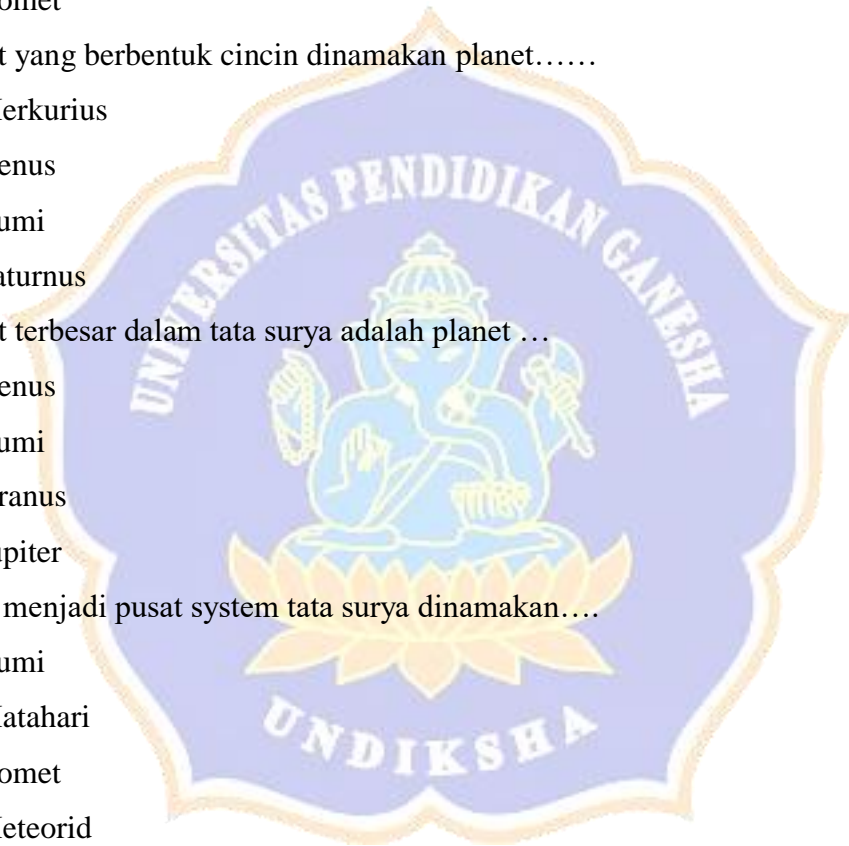 omet
t yang berbentuk cincin dinamakan planet……
Merkurius
enus
umi
aturnus
t terbesar dalam tata surya adalah planet …
enus
umi
ranus
upiter
menjadi pusat system tata surya dinamakan….
umi
Matahari
omet
Meteorid
UNIVERSITAS PENDIDIKAN GANESHA
UNDIKSHA